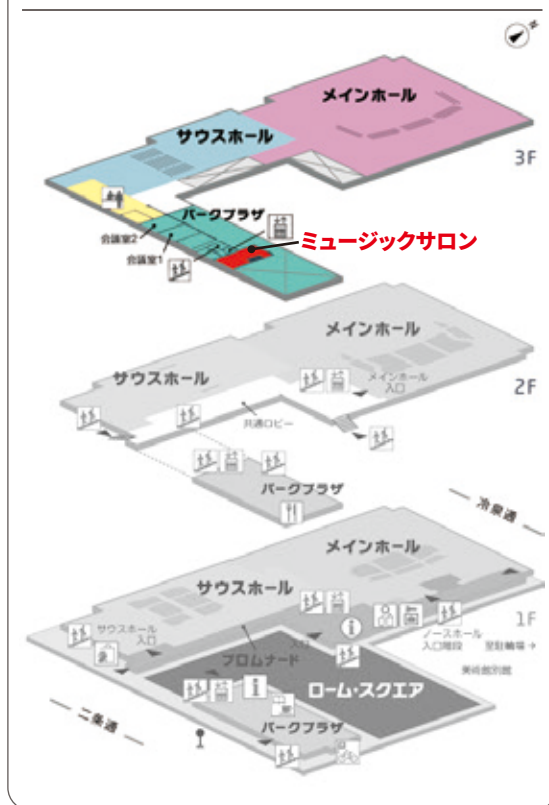 N
メインホール
サウスホール
3F
パークプラザ
会議室2
会議室1
ミュージックサロン
メインホール
サウスホール
メインホール
入口
2F
共通ロビー
パークプラザ
冷泉通
メインホール
サウスホール
1F
サウスホール
入口
ノースホール
入口階段
至駐輪場→
入口
プロムナード
美術館別館
ローム・スクエア
パークプラザ
二条通